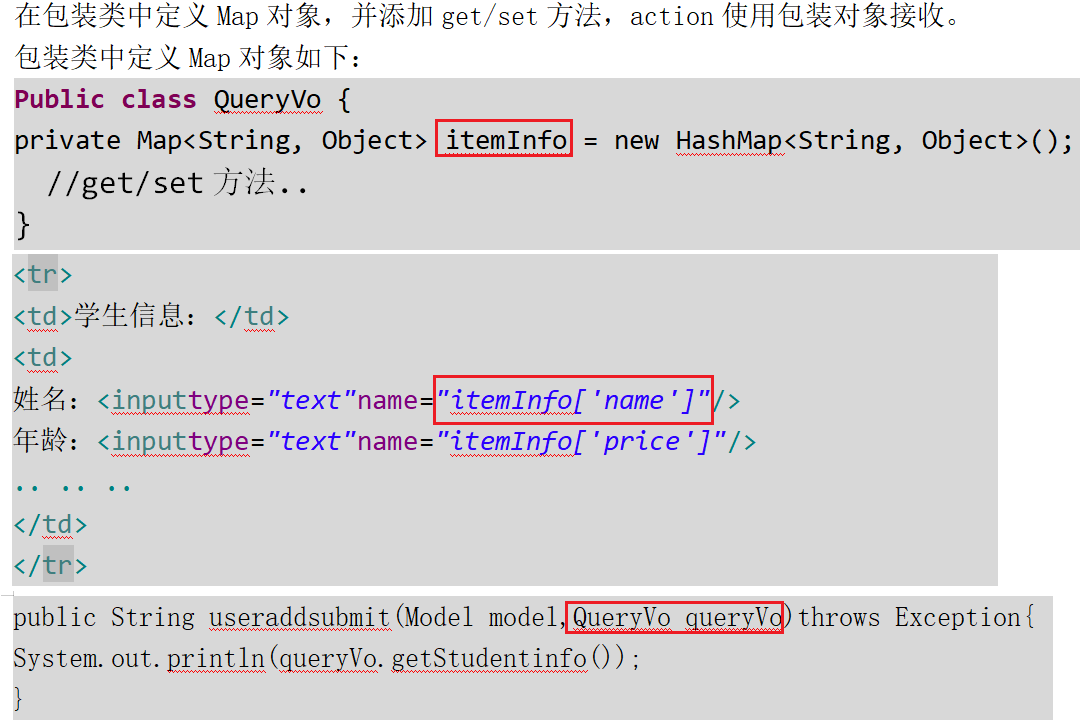 在包装类中定义 Map 对象，并添加 get/set 方法，action 使用包装对象接收。
包装类中定义 Map 对象如下：
Public class QueryVo {
private Map<String, Object> itemInfo = new HashMap<String, Object>();
//get/set 方法..
}
<tr>
<td>学生信息：</td>
<td>
姓名：<inputtype="text"name="itemInfo['name']"/>
年龄：<inputtype="text"name="itemInfo['price']"/>
.. .. ..
</td>
</tr>
public String useraddsubmit(Model model,QueryVo queryVo)throws Exception{
System.out.println(queryVo.getStudentinfo());
}